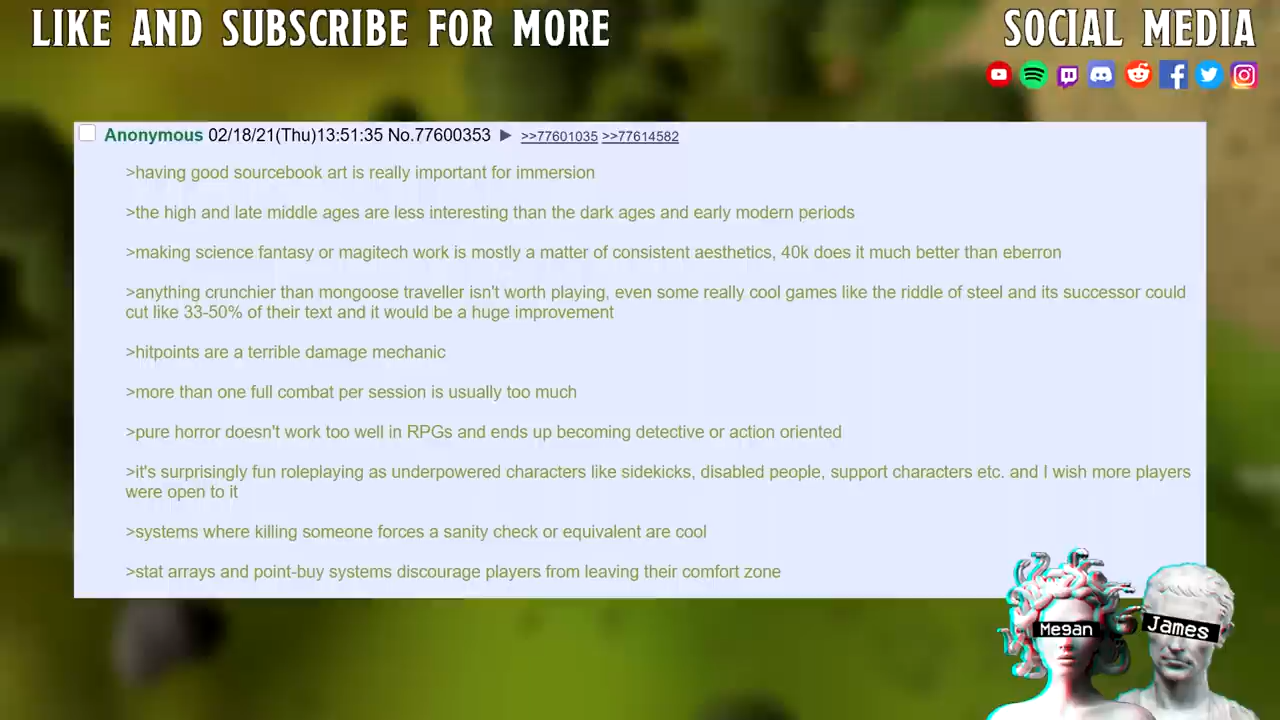 LIKE AND SUBSCRIBE FOR MORE
SOCIAL MEDIA
Anonymous 02/18/21(Thu)13:51:35 No.77600353 ▶ >>77601035 >>77614582
>having good sourcebook art is really important for immersion
>the high and late middle ages are less interesting than the dark ages and early modern periods
>making science fantasy or magitech work is mostly a matter of consistent aesthetics, 40k does it much better than eberron
>anything crunchier than mongoose traveller isn't worth playing, even some really cool games like the riddle of steel and its successor could
cut like 33-50% of their text and it would be a huge improvement
>hitpoints are a terrible damage mechanic
>more than one full combat per session is usually too much
>pure horror doesn't work too well in RPGs and ends up becoming detective or action oriented
>it's surprisingly fun roleplaying as underpowered characters like sidekicks, disabled people, support characters etc. and I wish more players
were open to it
>systems where killing someone forces a sanity check or equivalent are cool
>stat arrays and point-buy systems discourage players from leaving their comfort zone
Megan
James